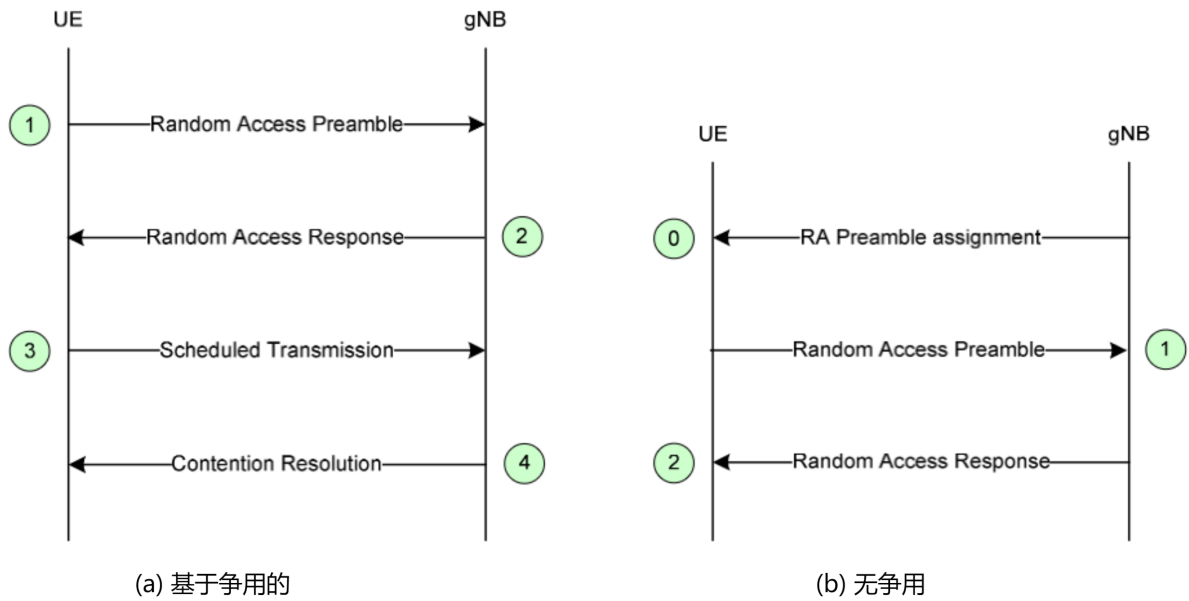 UE
gNB
1
Random Access Preamble
Random Access Response
2
3
Scheduled Transmission
Contention Resolution
4
(a) 基于争用的
UE
gNB
0
RA Preamble assignment
Random Access Preamble
1
2
Random Access Response
(b) 无争用